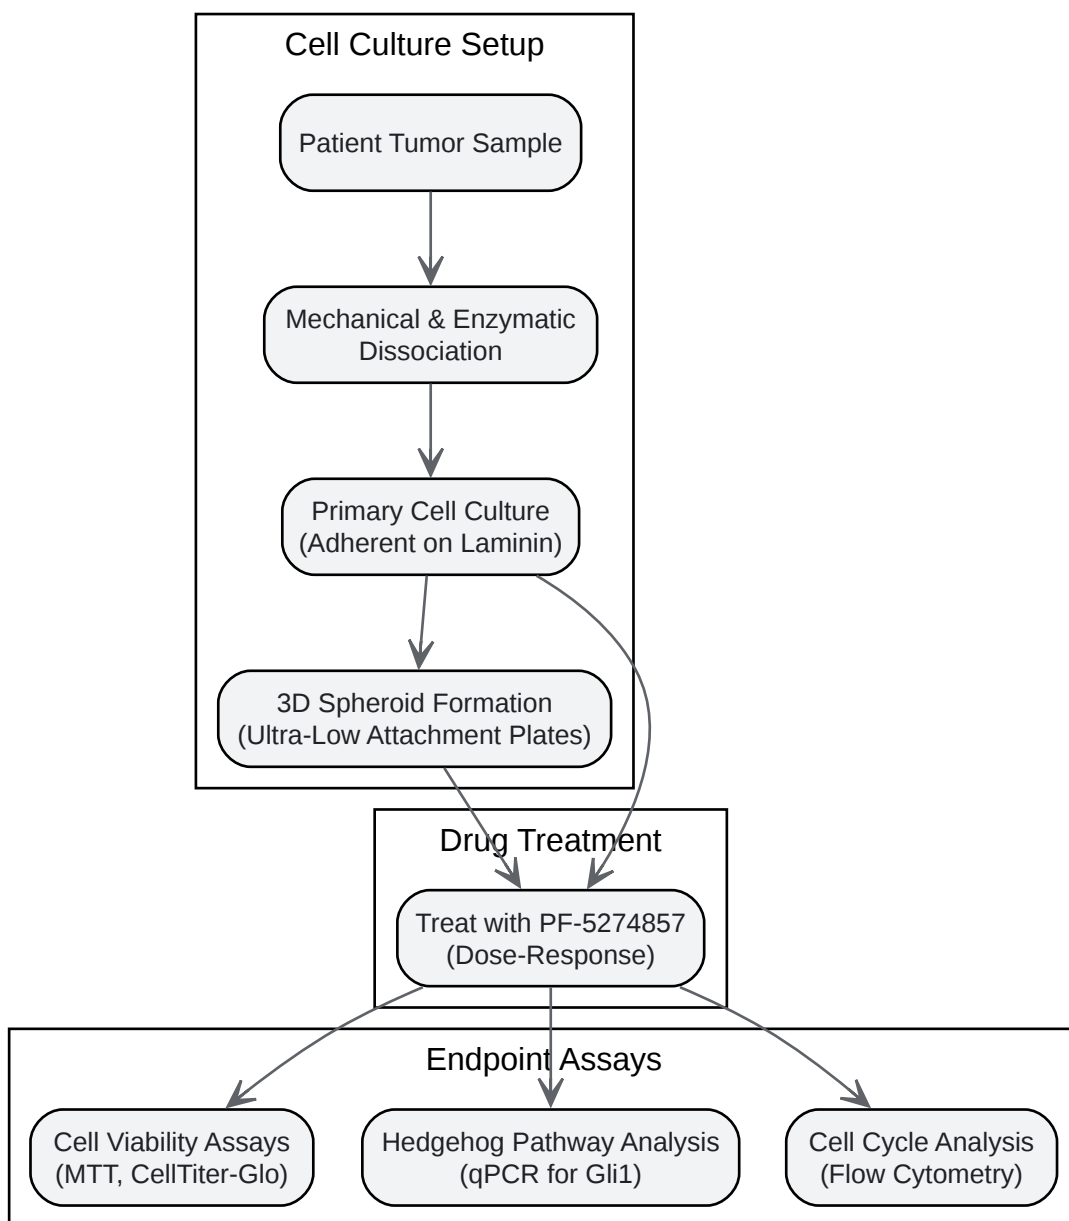 Cell Culture Setup
Patient Tumor Sample
Mechanical & Enzymatic
Dissociation
Primary Cell Culture
(Adherent on Laminin)
3D Spheroid Formation
(Ultra-Low Attachment Plates)
Drug Treatment
Treat with PF-5274857
(Dose-Response)
Endpoint Assays
Cell Viability Assays
(MTT, CellTiter-Glo)
Hedgehog Pathway Analysis
(qPCR for Gli1)
Cell Cycle Analysis
(Flow Cytometry)